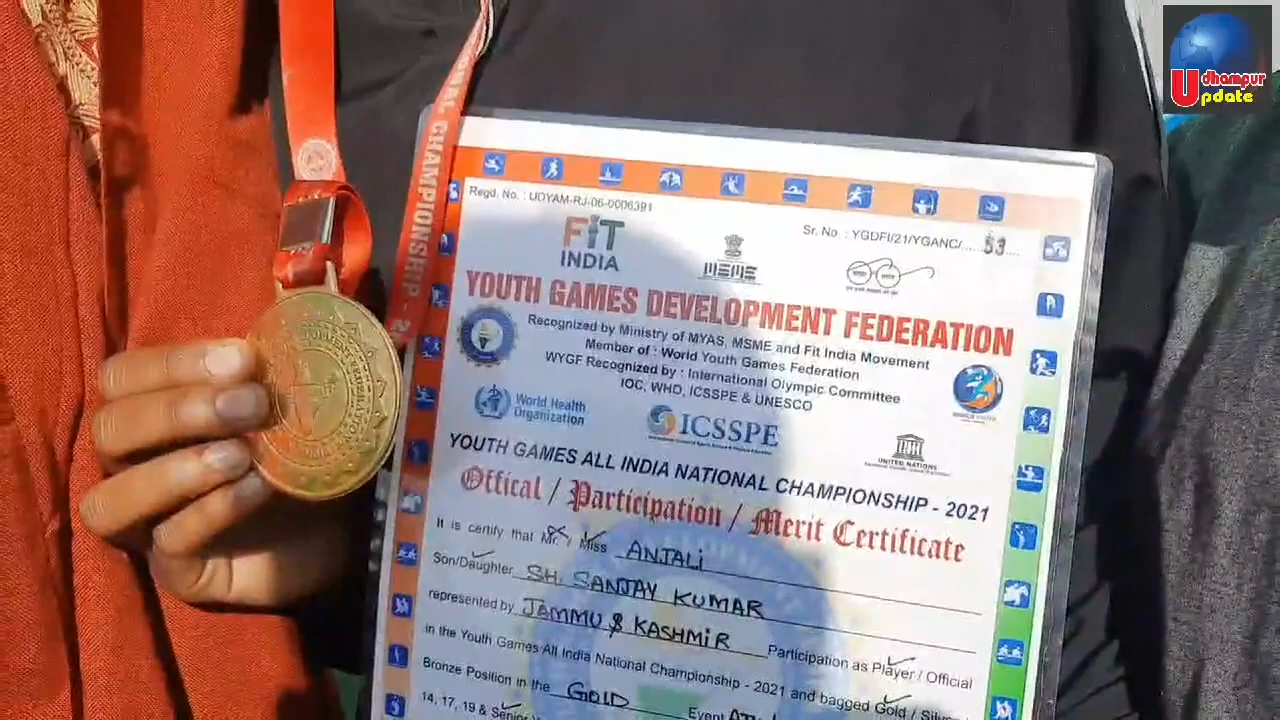 Udhampur
Update
CHAMPIONSHIP
Regd. No. : UDYAM-RJ-06-0006391
Sr. No. : YGDFI/21/YGANC/.....53....
FIT
INDIA
MSME
YOUTH GAMES DEVELOPMENT FEDERATION
Recognized by Ministry of MYAS, MSME and Fit India Movement
Member of : World Youth Games Federation
WYGF Recognized by : International Olympic Committee
IOC, WHO, ICSSPE & UNESCO
World Health
Organization
ICSSPE
UNITED NATIONS
YOUTH GAMES ALL INDIA NATIONAL CHAMPIONSHIP - 2021
Offical / Participation / Merit Certificate
It is certify that Mr. / Miss ANJALI
Son/Daughter SH. SANJAY KUMAR
represented by JAMMU & KASHMIR Participation as Player / Official
in the Youth Games All India National Championship - 2021 and bagged Gold /
Bronze Position in the GOLD Event
14, 17, 19 & Senior